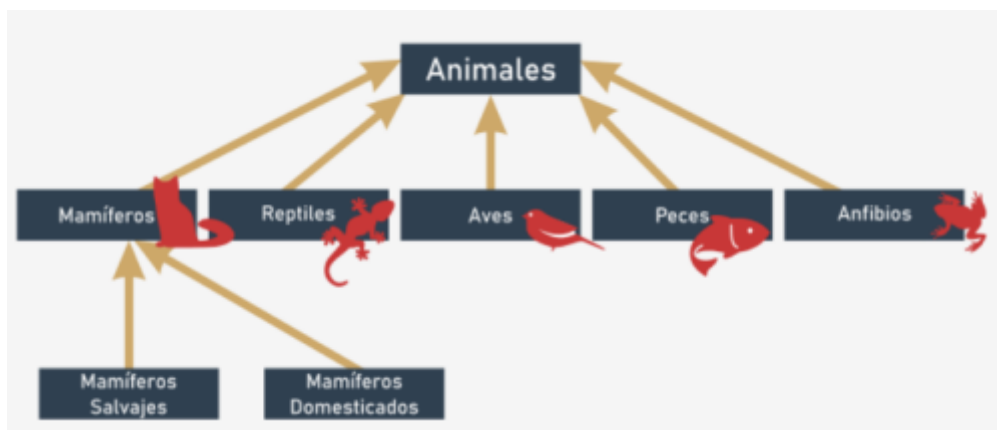 Animales
Mamíferos
Reptiles
Aves
Peces
Anfibios
Mamíferos
Salvajes
Mamíferos
Domesticados